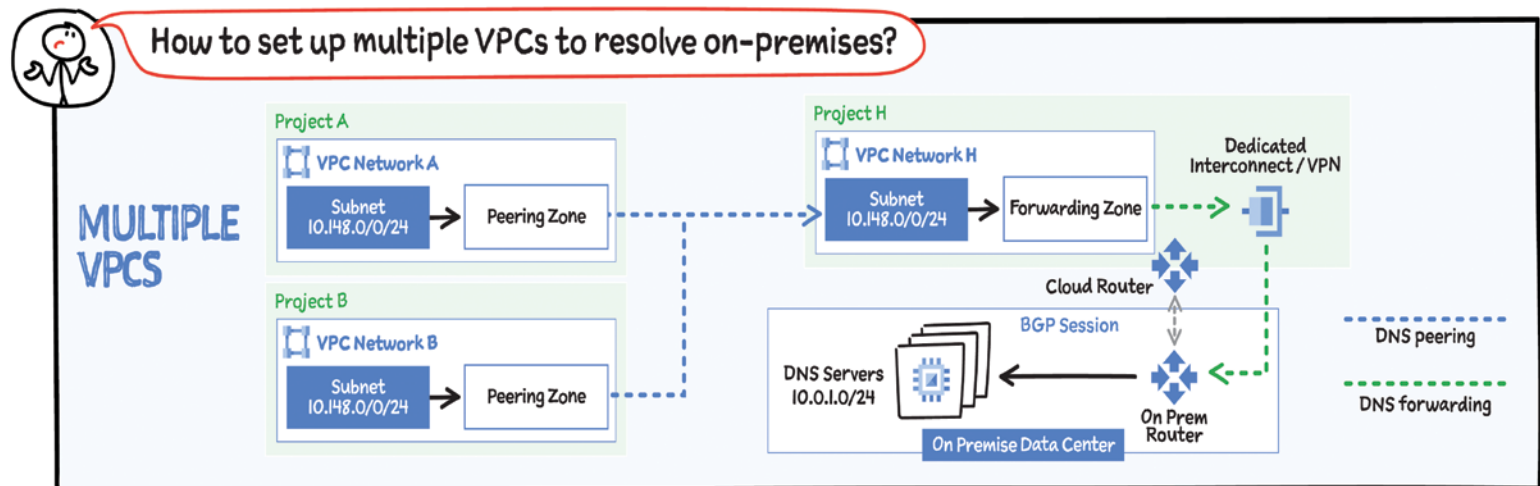 How to set up multiple VPCs to resolve on-premises?
MULTIPLE
VPCS
Project A
VPC Network A
Subnet
10.148.0/0/24
Peering Zone
Project B
VPC Network B
Subnet
10.148.0/0/24
Peering Zone
Project H
VPC Network H
Subnet
10.148.0/0/24
Forwarding Zone
Dedicated
Interconnect / VPN
Cloud Router
BGP Session
DNS Servers
10.0.1.0/24
On Prem
Router
On Premise Data Center
DNS peering
DNS forwarding